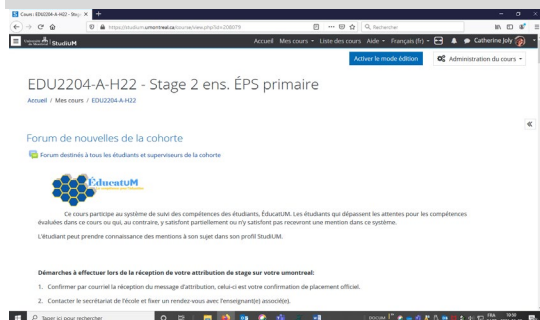 Cours : EDU2204-A-H22 - Stag
https://studium.umontreal.ca/course/view.php?id=208079
Rechercher
StudiUM
Accueil Mes cours Liste des cours Aide Français (fr) Catherine Joly
Activer le mode édition Administration du cours
EDU2204-A-H22 - Stage 2 ens. ÉPS primaire
Accueil / Mes cours / EDU2204-A-H22
Forum de nouvelles de la cohorte
Forum destinés à tous les étudiants et superviseurs de la cohorte
ÉducatUM
Ce cours participe au système de suivi des compétences des étudiants, ÉducatUM. Les étudiants qui dépassent les attentes pour les compétences
évaluées dans ce cours ou qui, au contraire, y satisfont partiellement ou n'y satisfont pas recevront une mention dans ce système.
L'étudiant peut prendre connaissance des mentions à son sujet dans son profil StudiUM.
Démarches à effectuer lors de la réception de votre attribution de stage sur votre umontreal:
1. Confirmer par courriel la réception du message d'attribution, celui-ci est votre confirmation de placement officiel.
2. Contacter le secrétariat de l'école et fixer un rendez-vous avec l'enseignant(e) associé(e).
Taper ici pour rechercher
DOCUM
FRA